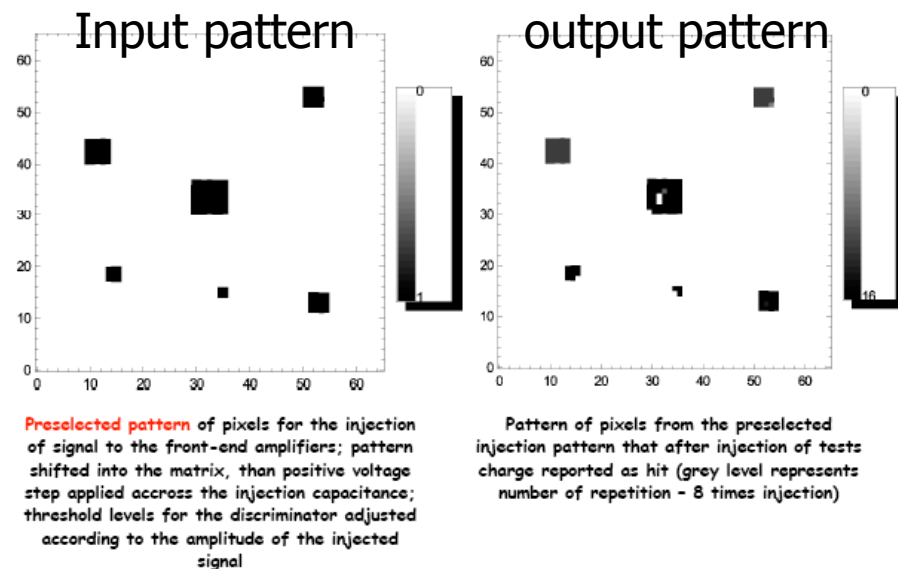 Input pattern
output pattern
60
50
40
30
20
10
0
0 10 20 30 40 50 60
0
1
60
50
40
30
20
10
0
0 10 20 30 40 50 60
0
16
Preselected pattern of pixels for the injection
of signal to the front-end amplifiers; pattern
shifted into the matrix, than positive voltage
step applied accross the injection capacitance;
threshold levels for the discriminator adjusted
according to the amplitude of the injected
signal
Pattern of pixels from the preselected
injection pattern that after injection of tests
charge reported as hit (grey level represents
number of repetition - 8 times injection)